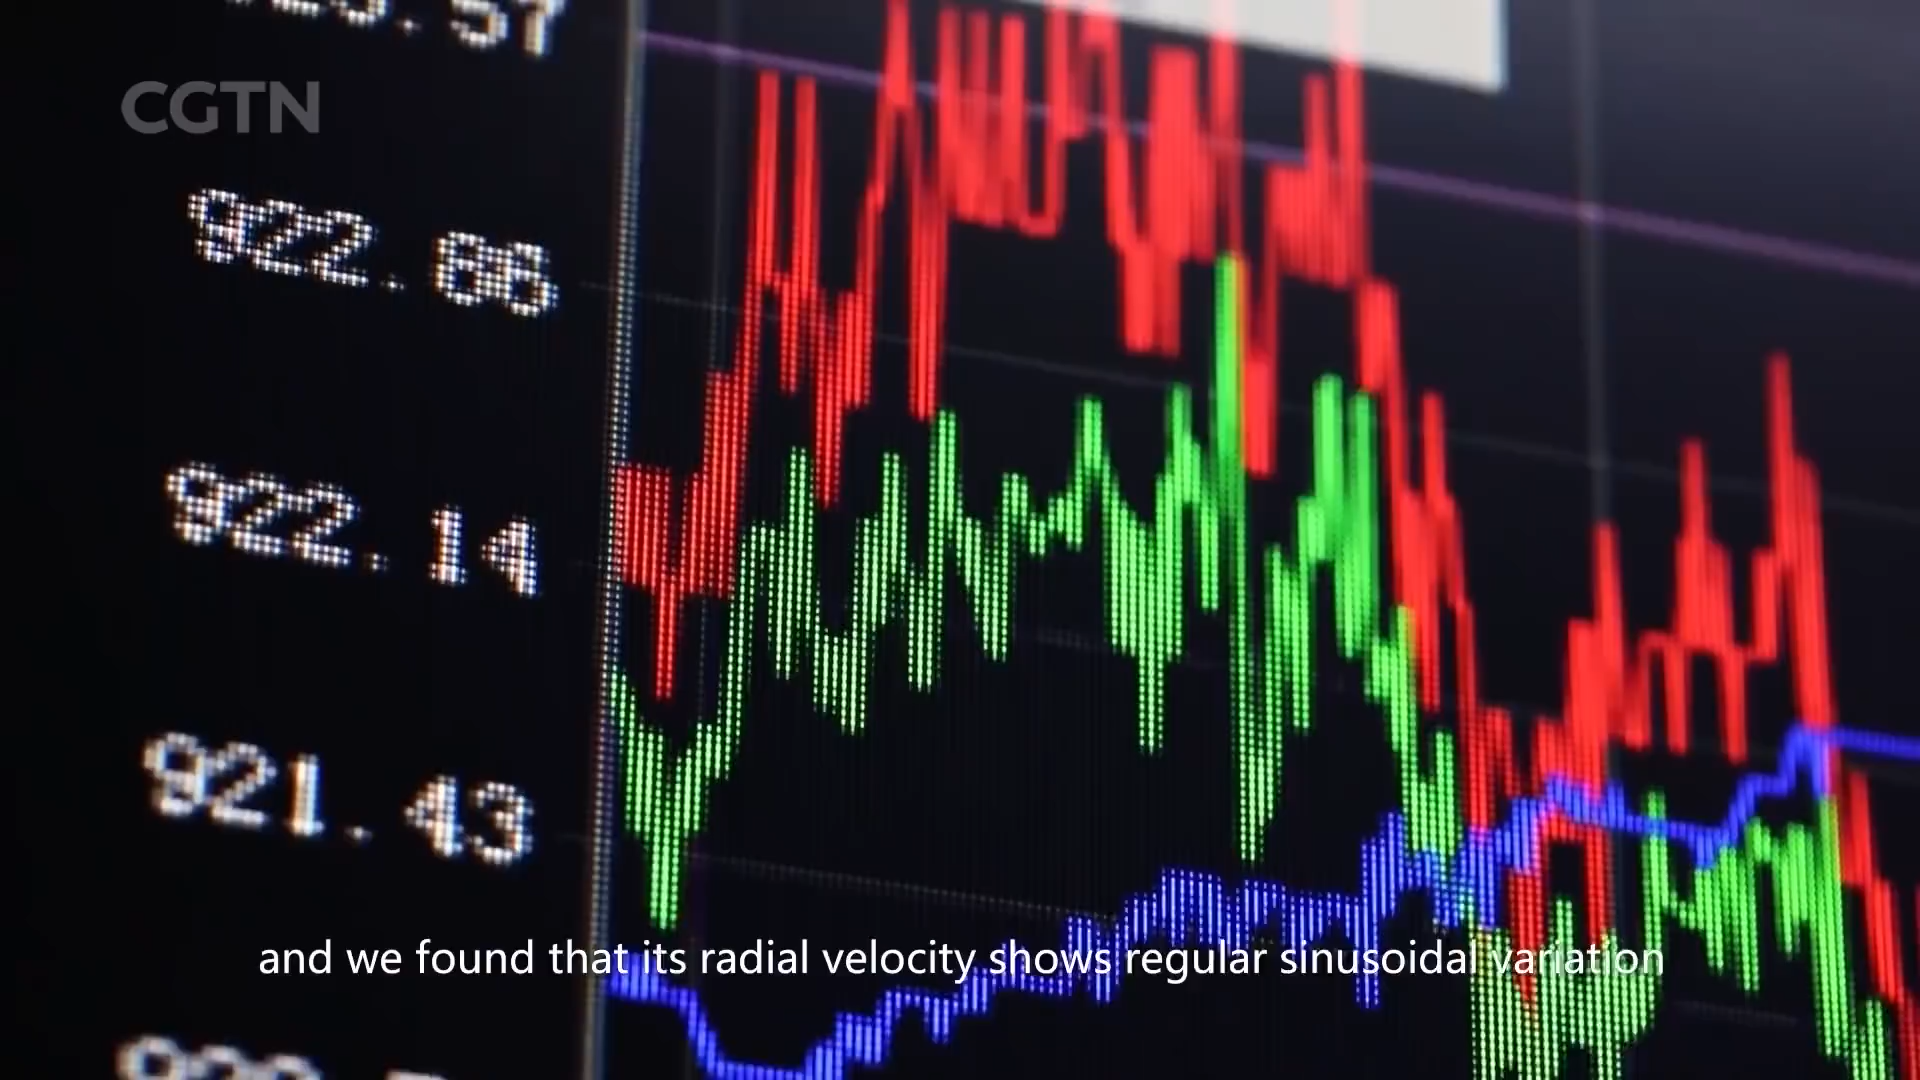 CGTN
922.66
922.14
921.43
and we found that its radial velocity shows regular sinusoidal variation